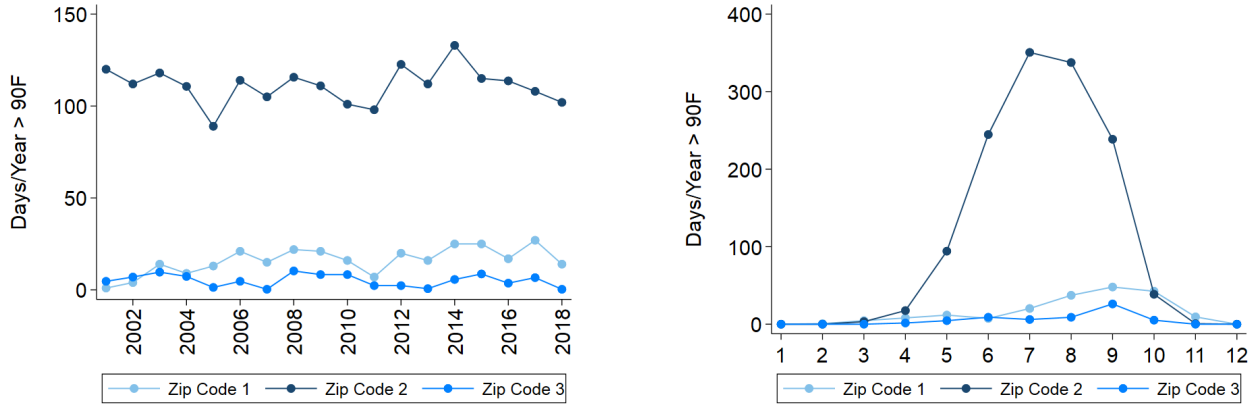 Days/Year > 90F
150
100
50
0
2002 2004 2006 2008 2010 2012 2014 2016 2018
Zip Code 1 Zip Code 2 Zip Code 3
Days/Year > 90F
400
300
200
100
0
1 2 3 4 5 6 7 8 9 10 11 12
Zip Code 1 Zip Code 2 Zip Code 3